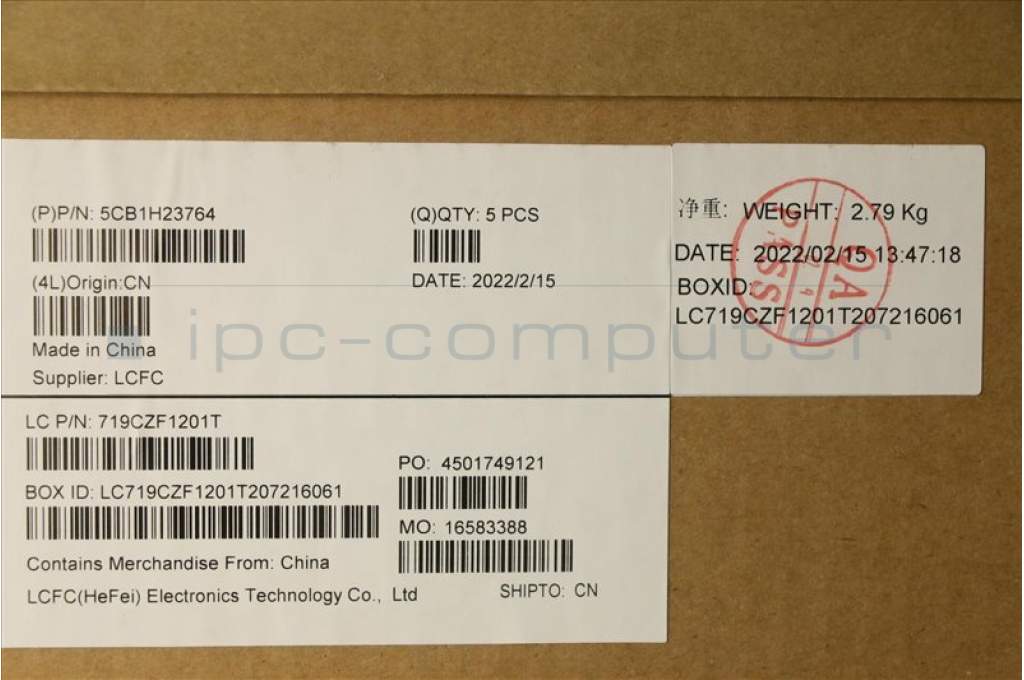 (P)P/N: 5CB1H23764
(Q)QTY: 5 PCS
(4L)Origin:CN
DATE: 2022/2/15
Made in China
Supplier: LCFC
净重: WEIGHT: 2.79 Kg
DATE: 2022/02/15 13:47:18
BOXID:
LC719CZF1201T207216061
QA
PASS
ipc-computer
LC P/N: 719CZF1201T
BOX ID: LC719CZF1201T207216061
PO: 4501749121
MO: 16583388
Contains Merchandise From: China
LCFC(HeFei) Electronics Technology Co., Ltd
SHIPTO: CN